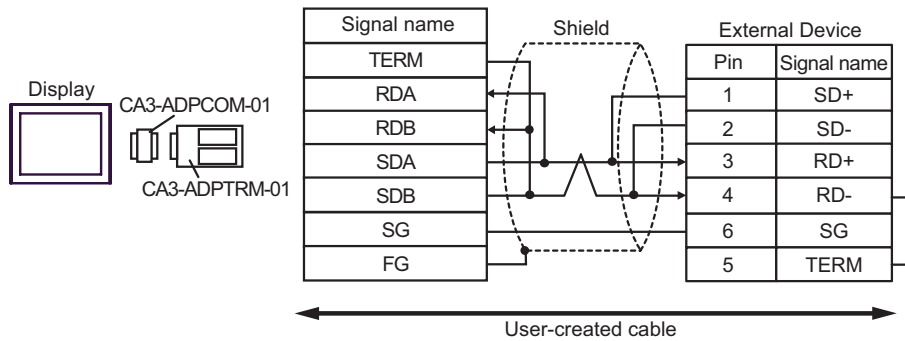 Display
CA3-ADPCOM-01
CA3-ADPTRM-01
Signal name
TERM
RDA
RDB
SDA
SDB
SG
FG
Shield
External Device
Pin Signal name
1 SD+
2 SD-
3 RD+
4 RD-
6 SG
5 TERM
User-created cable